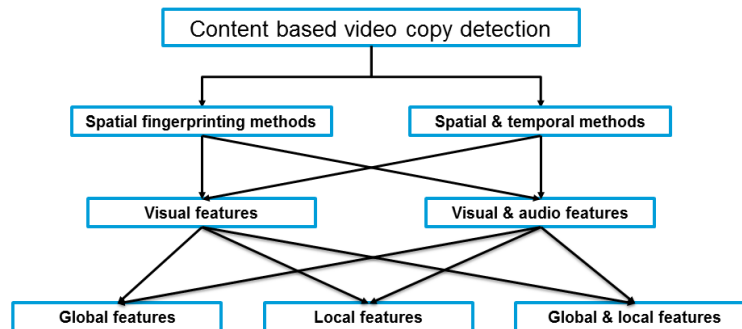 Content based video copy detection
Spatial fingerprinting methods
Spatial & temporal methods
Visual features
Visual & audio features
Global features
Local features
Global & local features